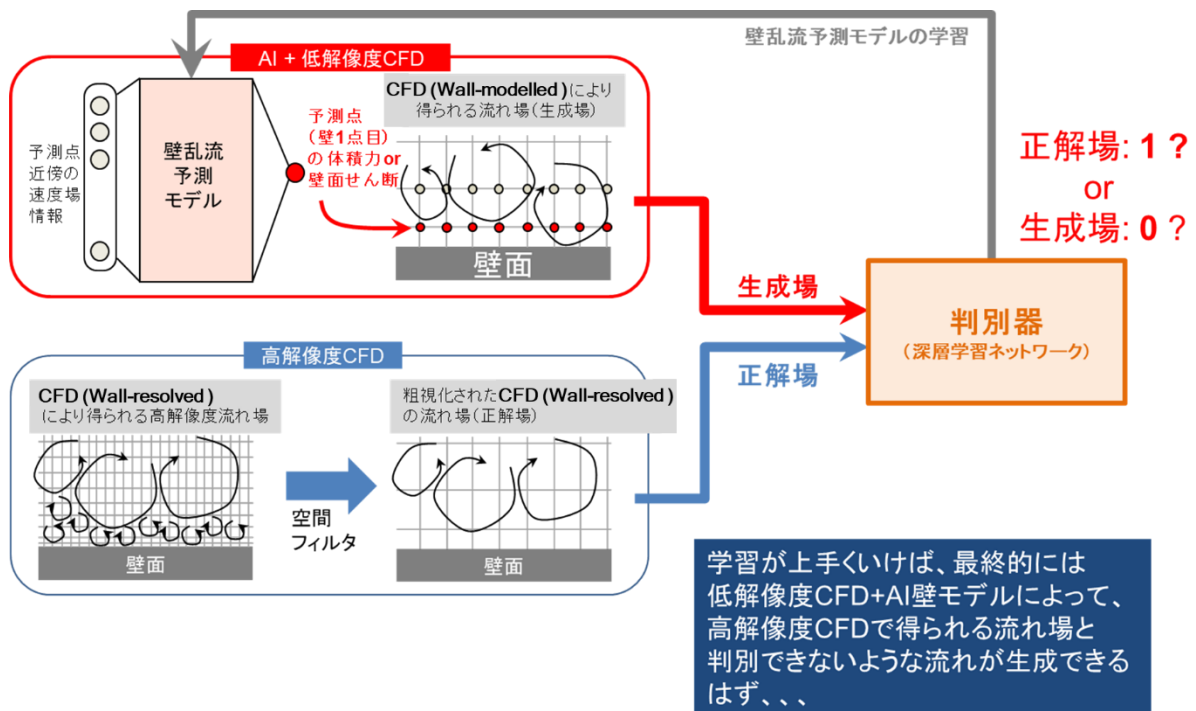 壁乱流予測モデルの学習
AI + 低解像度CFD
予測点
近傍の
速度場
情報
壁乱流
予測
モデル
予測点
(壁1点目)
の体積力or
壁面せん断
CFD (Wall-modelled)により
得られる流れ場(生成場)
壁面
正解場: 1 ?
or
生成場: 0 ?
生成場
正解場
判別器
(深層学習ネットワーク)
高解像度CFD
CFD (Wall-resolved)
により得られる高解像度流れ場
壁面
空間
フィルタ
粗視化されたCFD (Wall-resolved)
の流れ場(正解場)
壁面
学習が上手くいけば、最終的には
低解像度CFD+AI壁モデルによって、
高解像度CFDで得られる流れ場と
判別できないような流れが生成できる
はず、、、